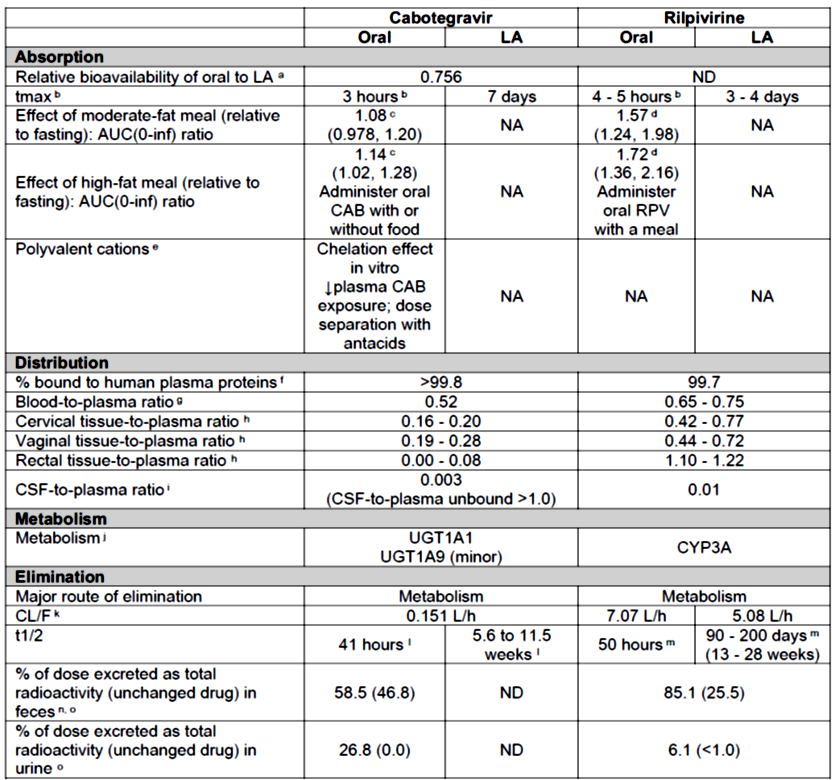 Cabotegravir Rilpivirine
Oral LA Oral LA
Absorption
Relative bioavailability of oral to LA ᵃ 0.756 ND
tmax ᵇ 3 hours ᵇ 7 days 4 - 5 hours ᵇ 3 - 4 days
Effect of moderate-fat meal (relative
to fasting): AUC(0-inf) ratio
1.08 ᶜ
(0.978, 1.20)
NA
1.57 ᵈ
(1.24, 1.98)
NA
Effect of high-fat meal (relative to
fasting): AUC(0-inf) ratio
1.14 ᶜ
(1.02, 1.28)
Administer oral
CAB with or
without food
NA
1.72 ᵈ
(1.36, 2.16)
Administer
oral RPV
with a meal
NA
Polyvalent cations ᵉ
Chelation effect
in vitro
↓plasma CAB
exposure; dose
separation with
antacids
NA
NA
NA
Distribution
% bound to human plasma proteins ᶠ >99.8 99.7
Blood-to-plasma ratio ᵍ 0.52 0.65 - 0.75
Cervical tissue-to-plasma ratio ʰ 0.16 - 0.20 0.42 - 0.77
Vaginal tissue-to-plasma ratio ʰ 0.19 - 0.28 0.44 - 0.72
Rectal tissue-to-plasma ratio ʰ 0.00 - 0.08 1.10 - 1.22
CSF-to-plasma ratio ⁱ
0.003
(CSF-to-plasma unbound >1.0)
0.01
Metabolism
Metabolism ʲ
UGT1A1
UGT1A9 (minor)
CYP3A
Elimination
Major route of elimination Metabolism Metabolism
CL/F ᵏ 0.151 L/h 7.07 L/h 5.08 L/h
t1/2
41 hours ˡ
5.6 to 11.5
weeks ˡ
50 hours ᵐ
90 - 200 days ᵐ
(13 - 28 weeks)
% of dose excreted as total
radioactivity (unchanged drug) in
feces ⁿ, ᵒ
58.5 (46.8)
ND
85.1 (25.5)
% of dose excreted as total
radioactivity (unchanged drug) in
urine ᵒ
26.8 (0.0)
ND
6.1 (<1.0)